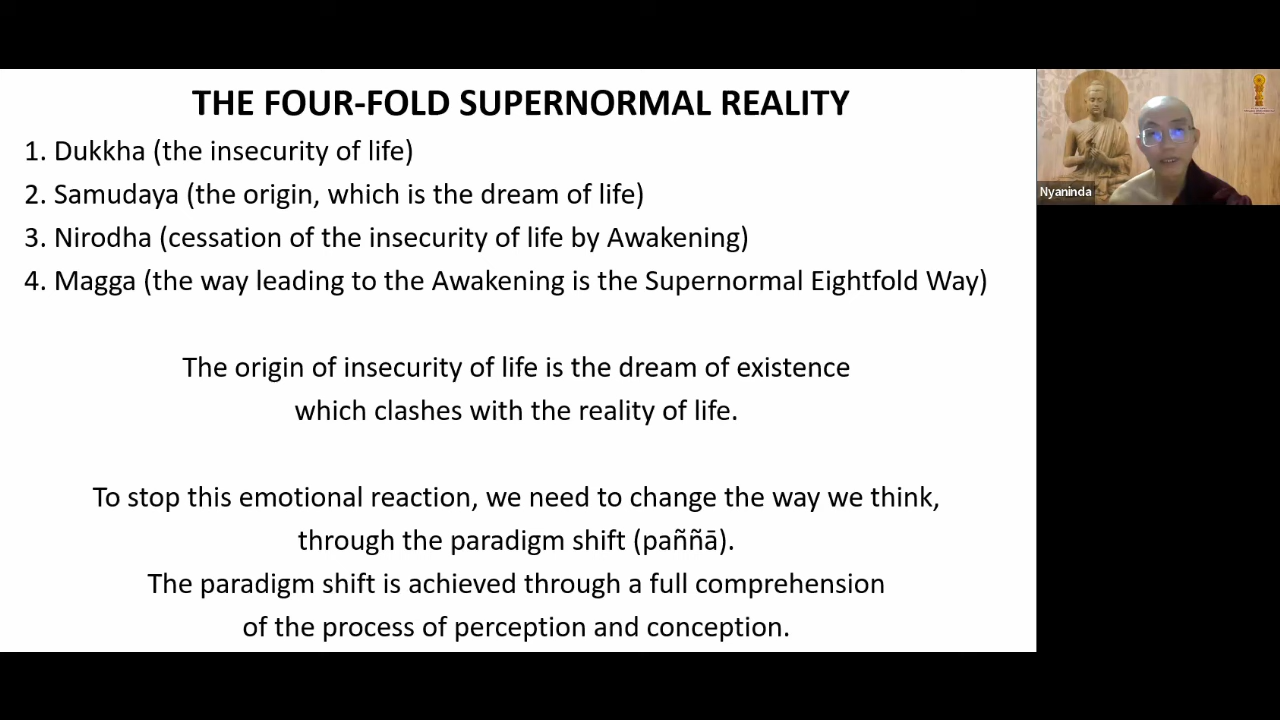 THE FOUR-FOLD SUPERNORMAL REALITY
1. Dukkha (the insecurity of life)
2. Samudaya (the origin, which is the dream of life)
3. Nirodha (cessation of the insecurity of life by Awakening)
4. Magga (the way leading to the Awakening is the Supernormal Eightfold Way)
The origin of insecurity of life is the dream of existence
which clashes with the reality of life.
To stop this emotional reaction, we need to change the way we think,
through the paradigm shift (paññā).
The paradigm shift is achieved through a full comprehension
of the process of perception and conception.
Nyaninda